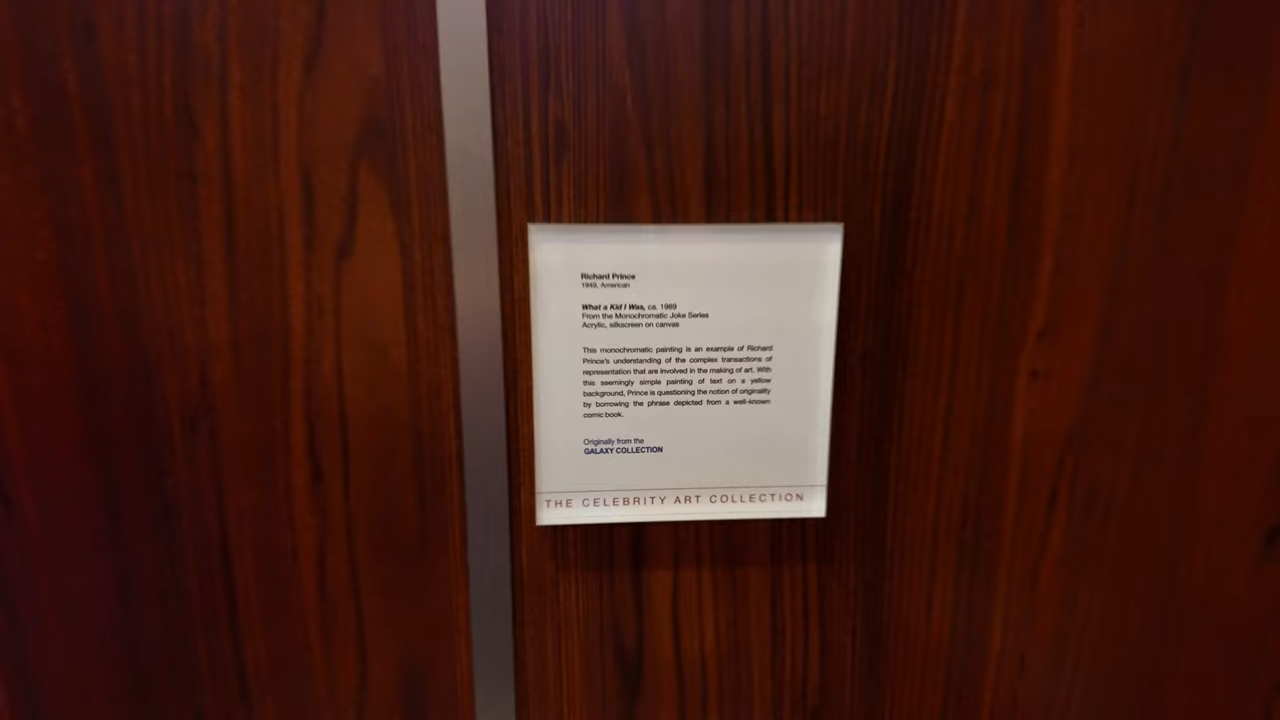 Richard Prince
1949, American
What a Kid I Was, ca. 1989
From the Monochromatic Joke Series
Acrylic, silkscreen on canvas
This monochromatic painting is an example of Richard
Prince's understanding of the complex transactions of
representation that are involved in the making of art. With
this seemingly simple painting of text on a yellow
background, Prince is questioning the notion of originality
by borrowing the phrase depicted from a well-known
comic book.
Originally from the
GALAXY COLLECTION
THE CELEBRITY ART COLLECTION